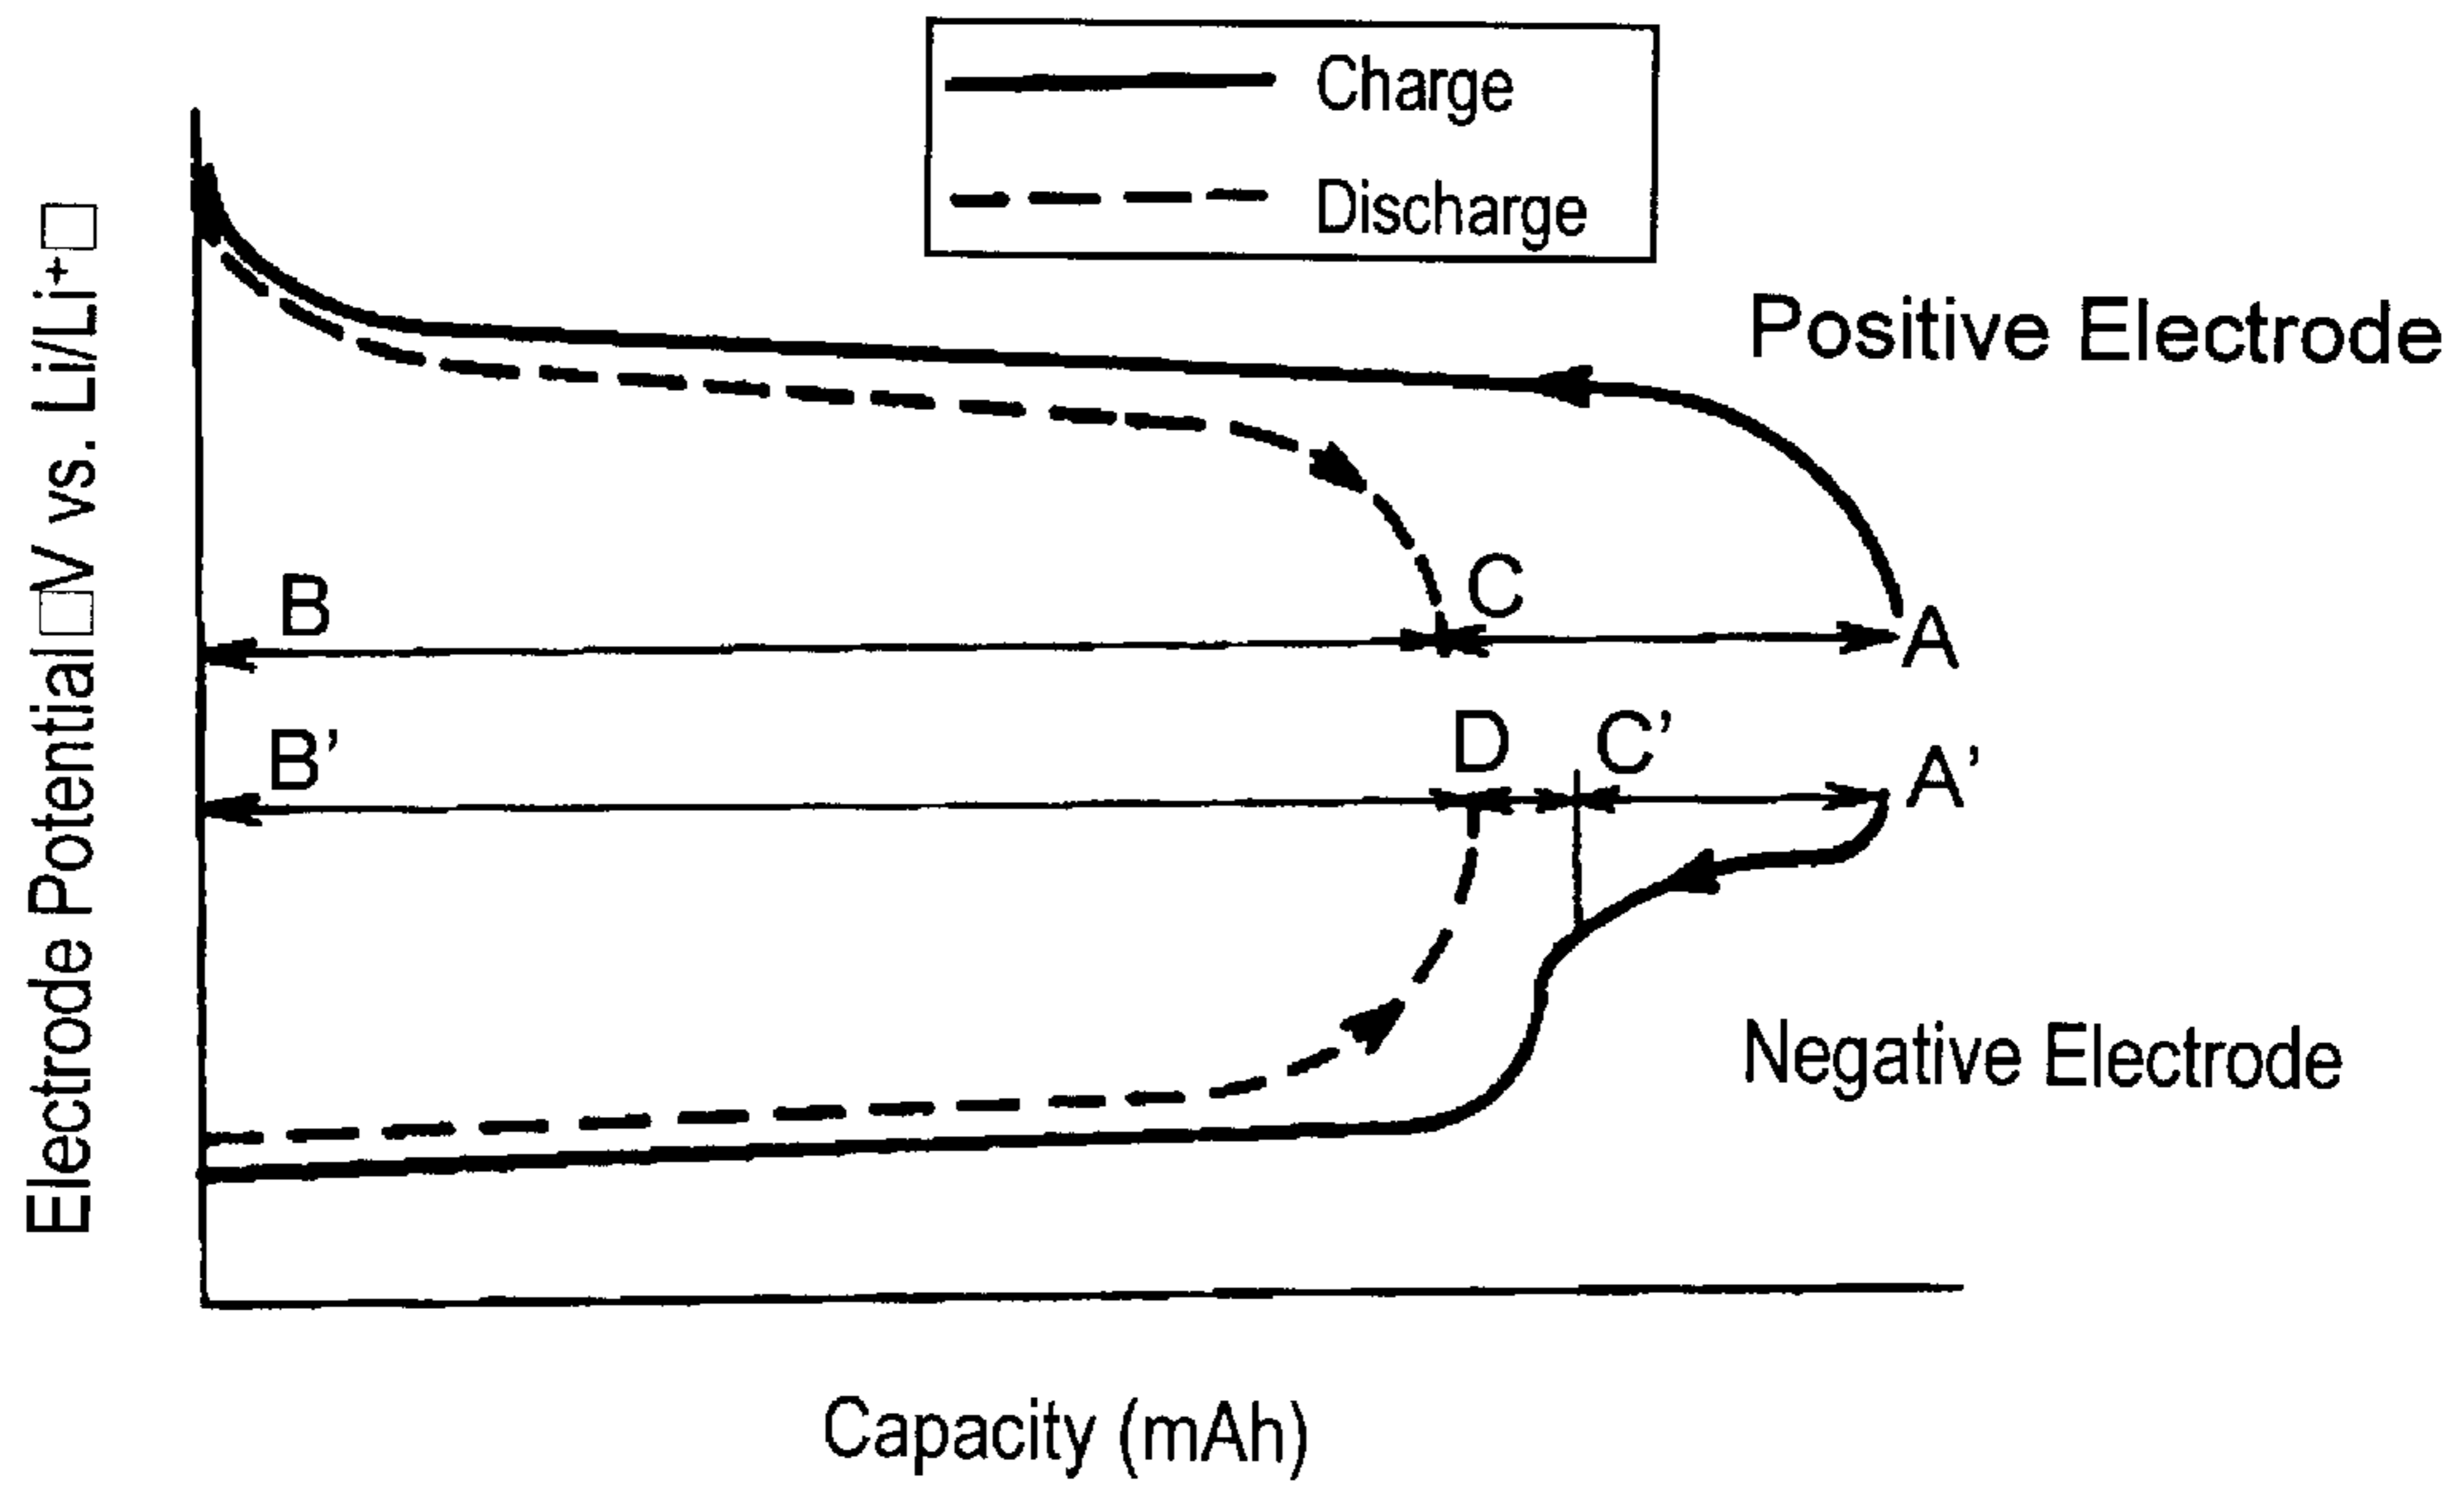 Charge
Discharge
Electrode Potential□V vs. Li/Li+□
Positive Electrode
B
C
A
B’
D
C’
A’
Negative Electrode
Capacity (mAh)